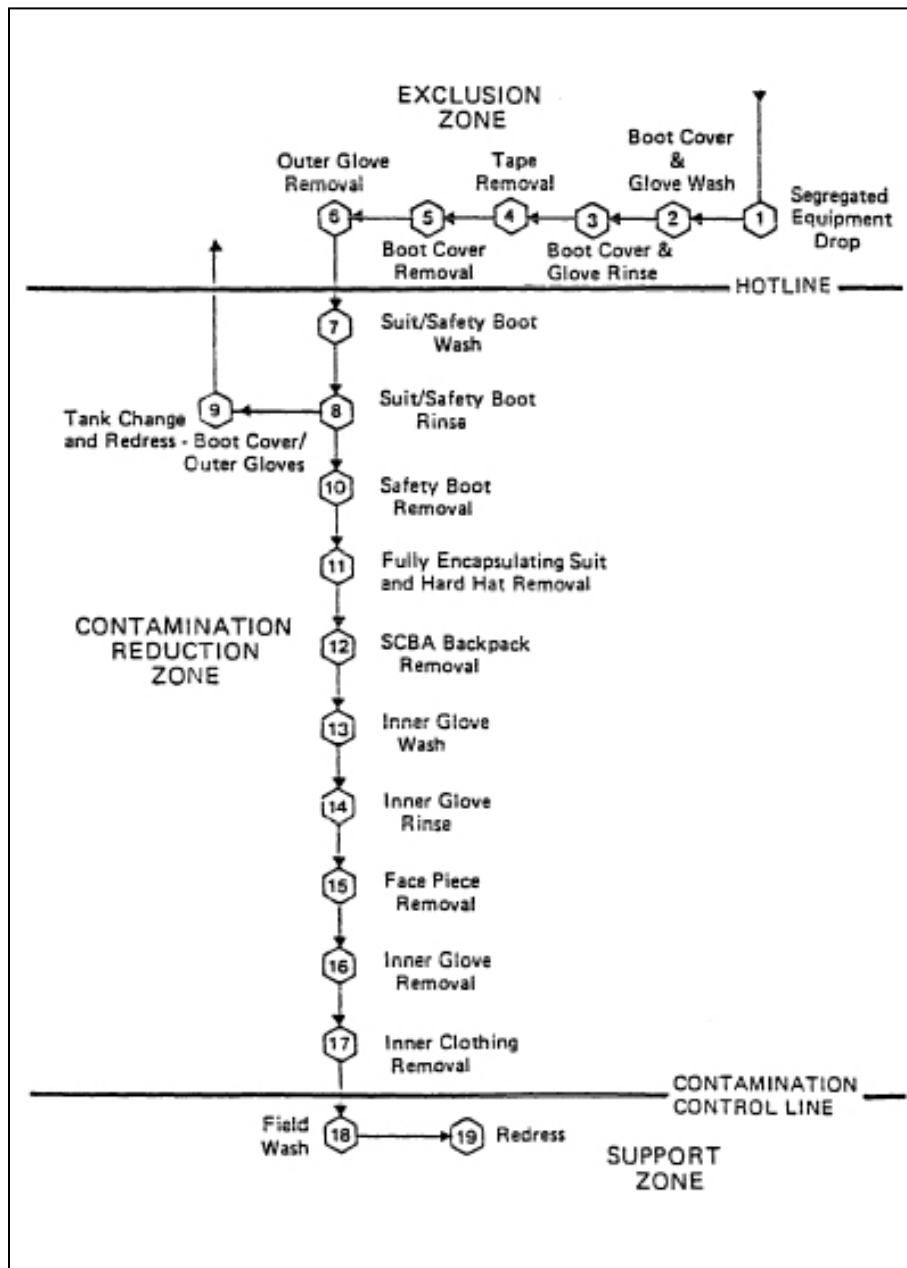 EXCLUSION
ZONE
Outer Glove
Removal
Tape
Removal
Boot Cover
&
Glove Wash
6
5
4
3
2
1
Segregated
Equipment
Drop
Boot Cover
Removal
Boot Cover &
Glove Rinse
HOTLINE
7
Suit/Safety Boot
Wash
9
8
Suit/Safety Boot
Rinse
Tank Change
and Redress - Boot Cover/
Outer Gloves
10
Safety Boot
Removal
11
Fully Encapsulating Suit
and Hard Hat Removal
CONTAMINATION
REDUCTION
ZONE
12
SCBA Backpack
Removal
13
Inner Glove
Wash
14
Inner Glove
Rinse
15
Face Piece
Removal
16
Inner Glove
Removal
17
Inner Clothing
Removal
CONTAMINATION
CONTROL LINE
Field
Wash
18
19
Redress
SUPPORT
ZONE